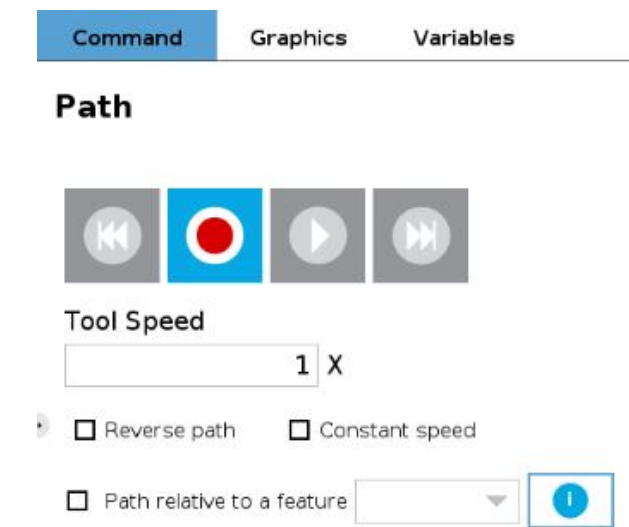 Command Graphics Variables
Path
Tool Speed
1 X
Reverse path Constant speed
Path relative to a feature i